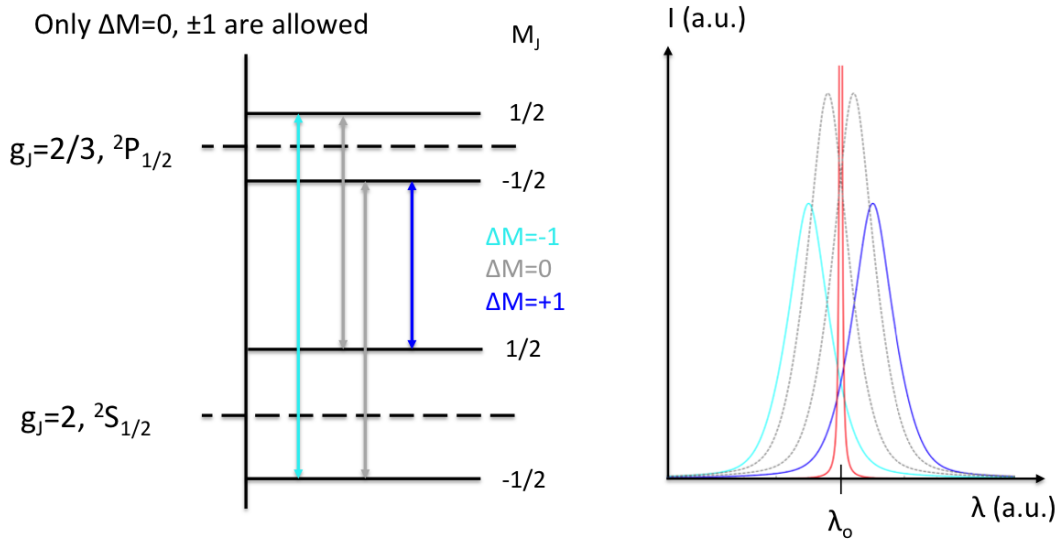 Only ΔM=0, ±1 are allowed
M_J
1/2
g_J=2/3, ²P_1/2
-1/2
ΔM=-1
ΔM=0
ΔM=+1
1/2
g_J=2, ²S_1/2
-1/2
I (a.u.)
λ_o
λ (a.u.)